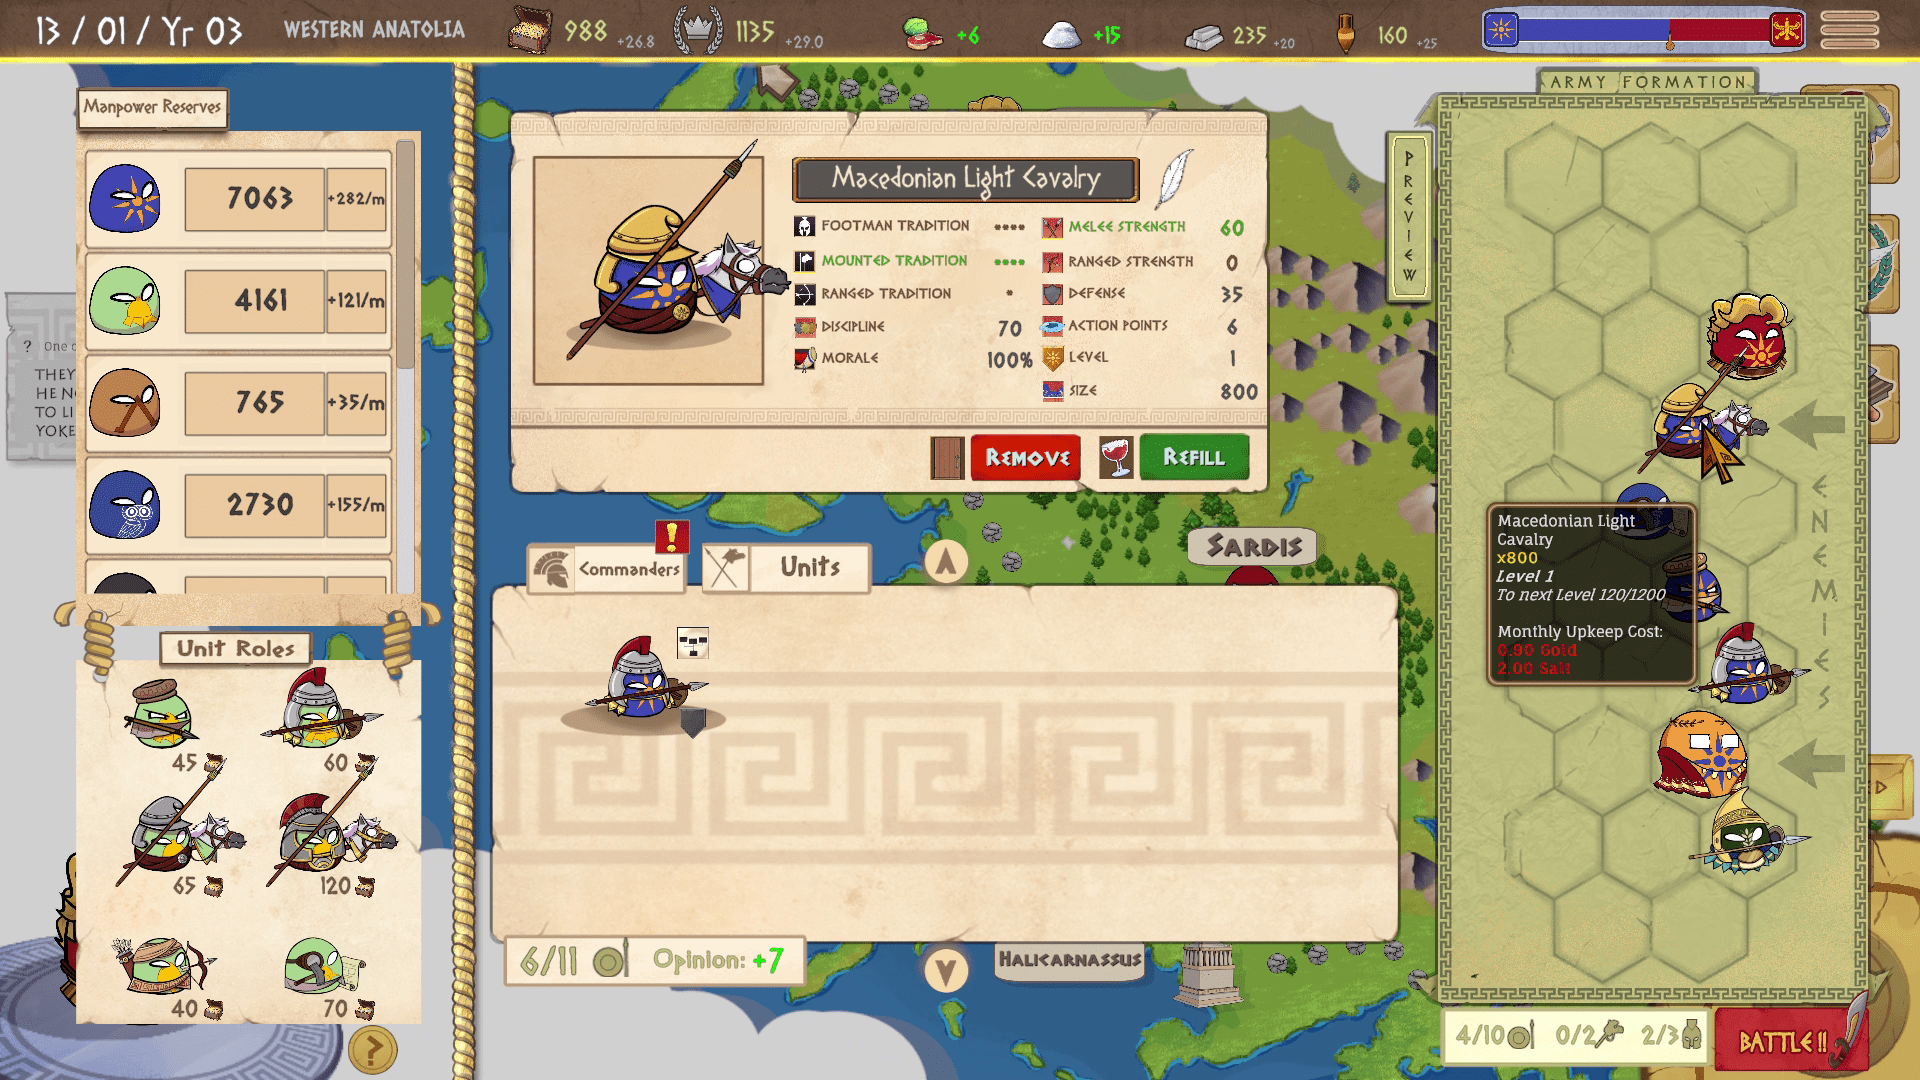 13 / 01 / Yr 03
WESTERN ANATOLIA
988 +26.8
1135 +29.0
+6
+15
235 +20
160 +25
Manpower Reserves
7063 +282/m
4161 +121/m
765 +35/m
2730 +155/m
? One o
THEY
HE N
TO LI
YOKE
Unit Roles
45
60
65
120
40
70
?
Macedonian Light Cavalry
FOOTMAN TRADITION ••••
MOUNTED TRADITION ••••
RANGED TRADITION •
DISCIPLINE 70
MORALE 100%
MELEE STRENGTH 60
RANGED STRENGTH 0
DEFENSE 35
ACTION POINTS 6
LEVEL 1
SIZE 800
REMOVE
REFILL
Commanders
!
Units
SARDIS
6/11
Opinion: +7
HALICARNASSUS
ARMY FORMATION
PREVIEW
ENEMIES
Macedonian Light
Cavalry
x800
Level 1
To next Level 120/1200
Monthly Upkeep Cost:
0.90 Gold
2.00 Salt
4/10
0/2
2/3
BATTLE!!